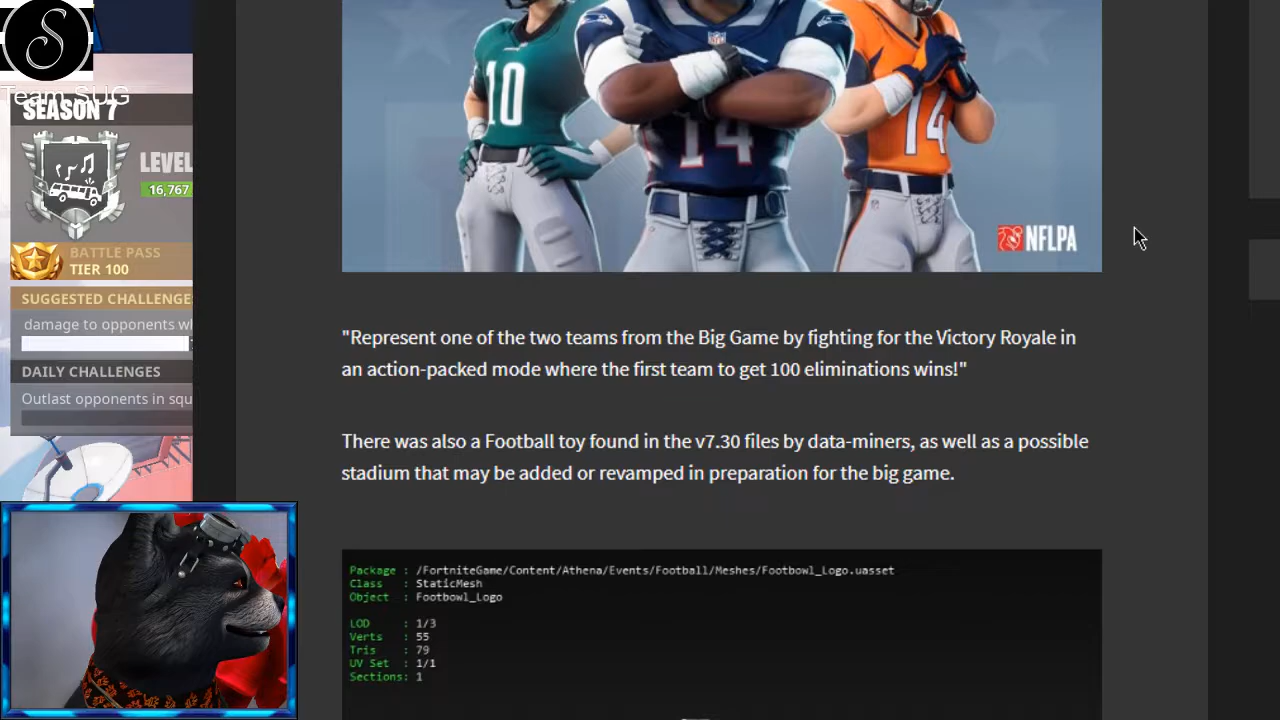 S
Team SUG
SEASON 7
LEVEL
16,767
BATTLE PASS
TIER 100
SUGGESTED CHALLENGE
damage to opponents wh
DAILY CHALLENGES
Outlast opponents in squ
10
14
14
NFLPA
"Represent one of the two teams from the Big Game by fighting for the Victory Royale in
an action-packed mode where the first team to get 100 eliminations wins!"
There was also a Football toy found in the v7.30 files by data-miners, as well as a possible
stadium that may be added or revamped in preparation for the big game.
Package : /FortniteGame/Content/Athena/Events/Football/Meshes/Footbowl_Logo.uasset
Class : StaticMesh
Object : Footbowl_Logo
LOD : 1/3
Verts : 55
Tris : 79
UV Set : 1/1
Sections: 1